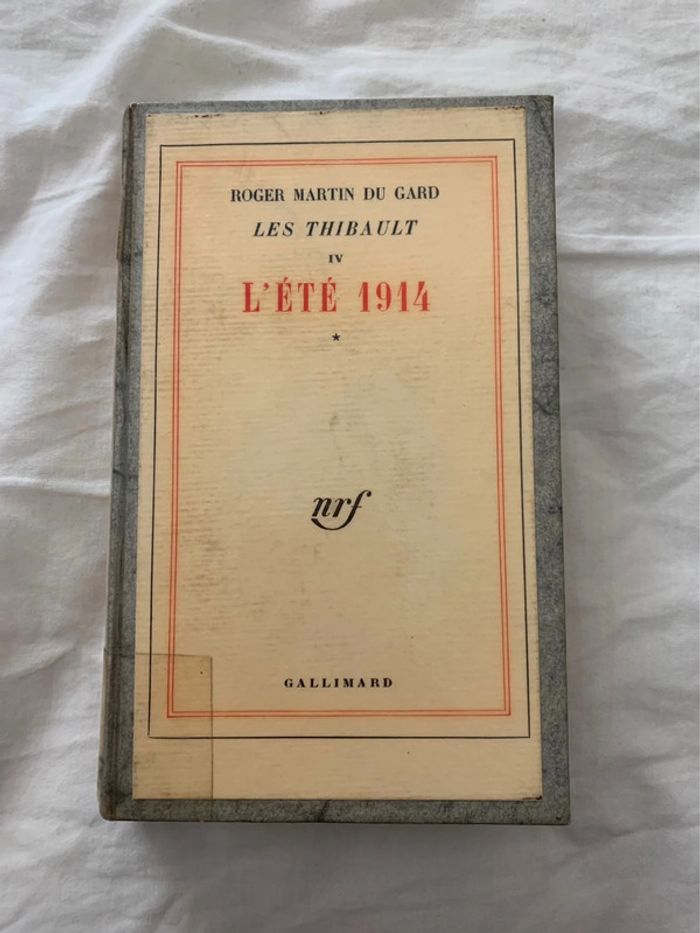 ROGER MARTIN DU GARD
LES THIBAULT
IV
L'ÉTÉ 1914
*
nrf
GALLIMARD